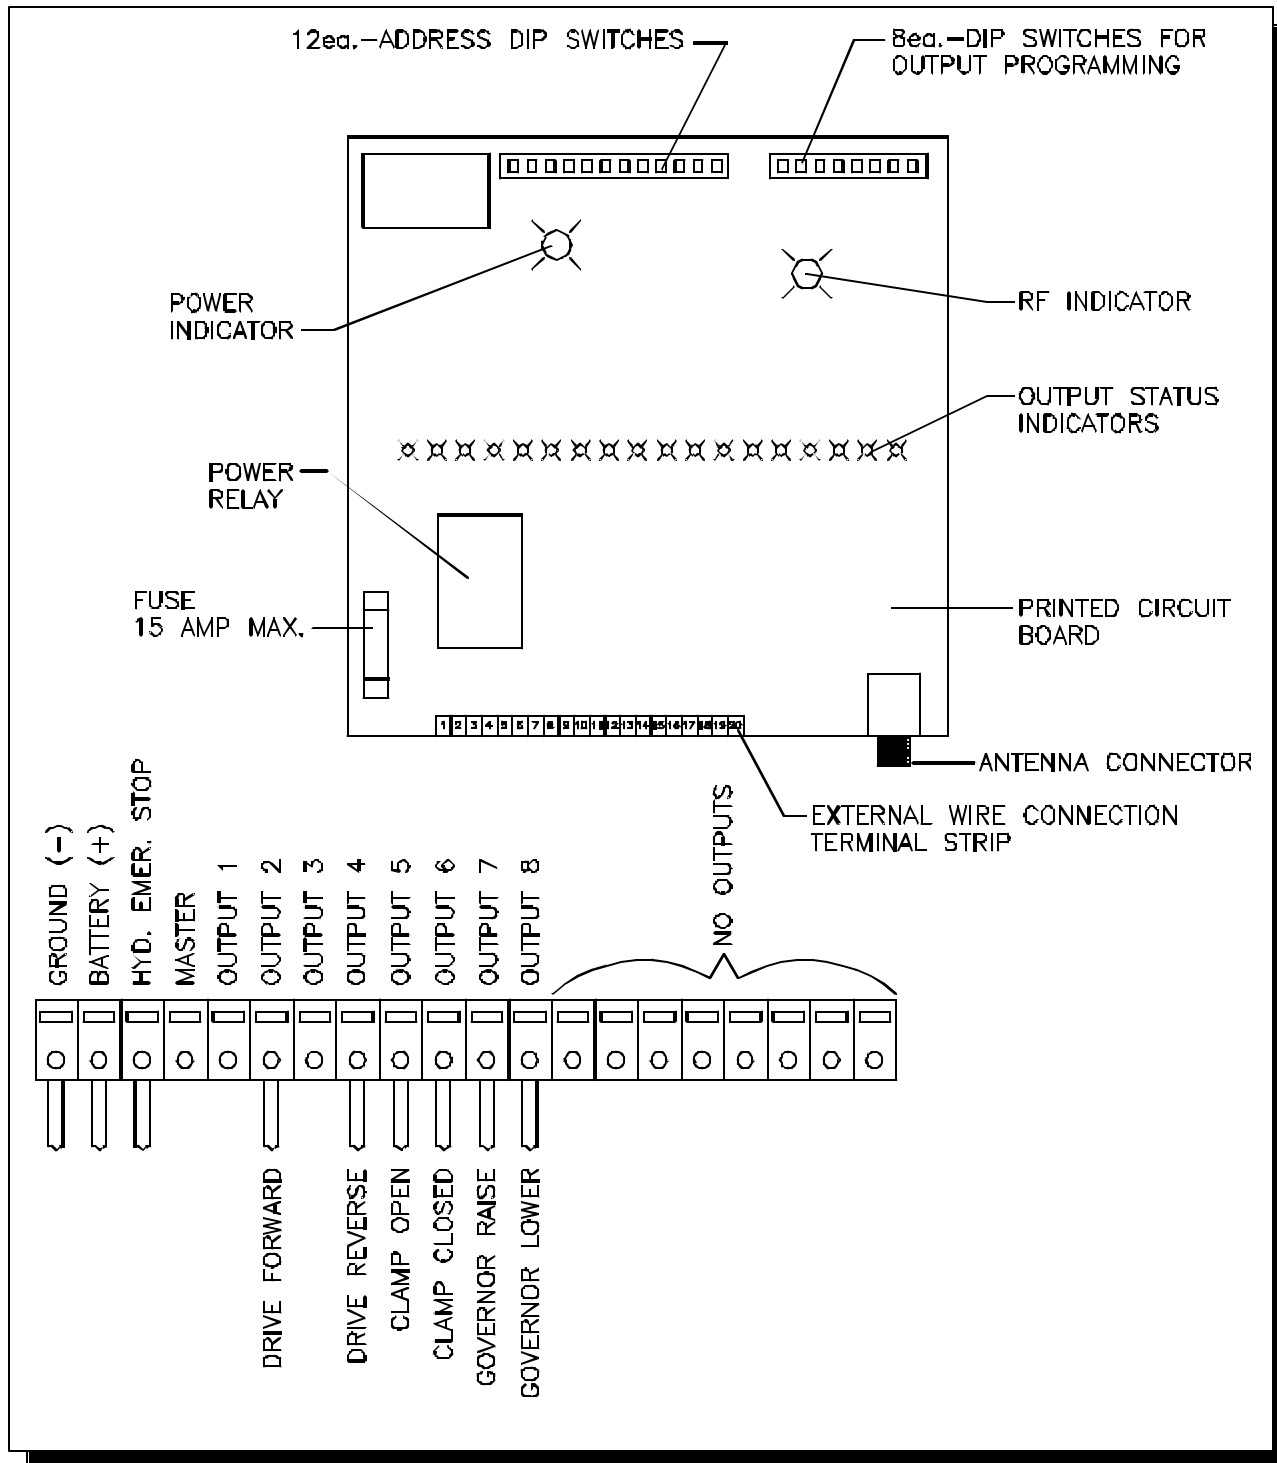 12ea.-ADDRESS DIP SWITCHES
8ea.-DIP SWITCHES FOR
OUTPUT PROGRAMMING
POWER
INDICATOR
RF INDICATOR
OUTPUT STATUS
INDICATORS
POWER
RELAY
FUSE
15 AMP MAX.
PRINTED CIRCUIT
BOARD
1 2 3 4 5 6 7 8 9 10 11 12 13 14 15 16 17 18 19 20
ANTENNA CONNECTOR
EXTERNAL WIRE CONNECTION
TERMINAL STRIP
GROUND (-)
BATTERY (+)
HYD. EMER. STOP
MASTER
OUTPUT 1
OUTPUT 2
OUTPUT 3
OUTPUT 4
OUTPUT 5
OUTPUT 6
OUTPUT 7
OUTPUT 8
NO OUTPUTS
DRIVE FORWARD
DRIVE REVERSE
CLAMP OPEN
CLAMP CLOSED
GOVERNOR RAISE
GOVERNOR LOWER